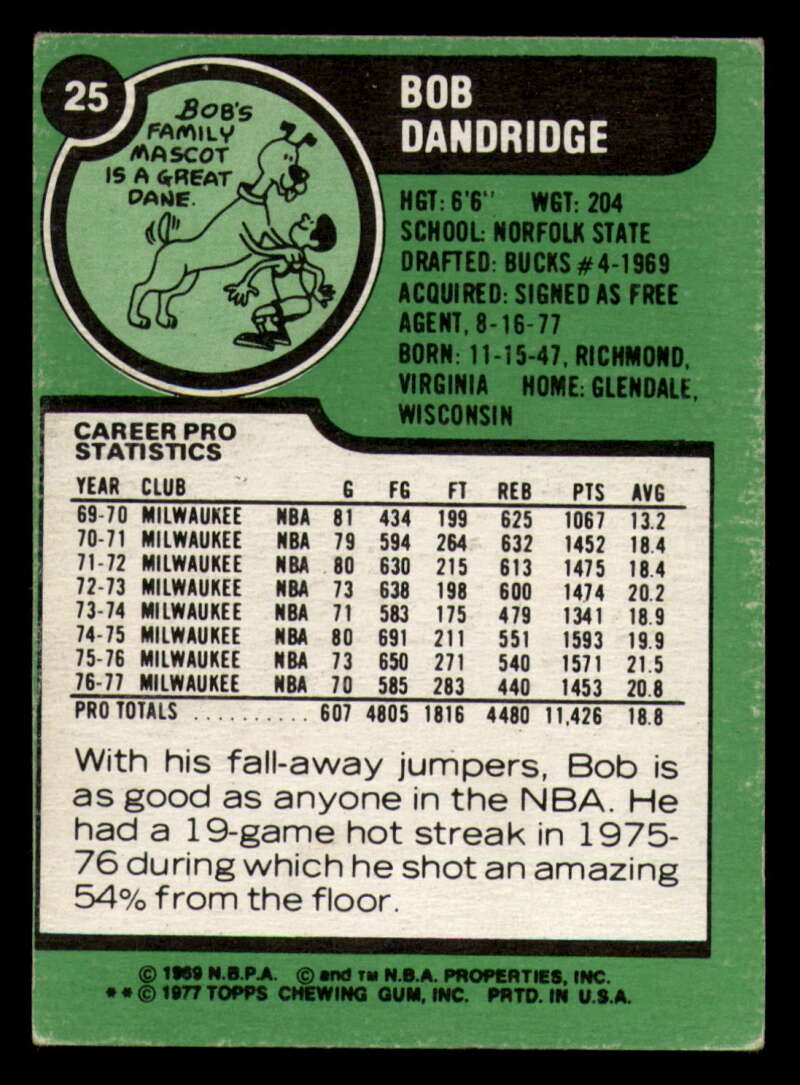 25
BOB'S
FAMILY
MASCOT
IS A GREAT
DANE.
BOB
DANDRIDGE
HGT: 6'6" WGT: 204
SCHOOL: NORFOLK STATE
DRAFTED: BUCKS #4-1969
ACQUIRED: SIGNED AS FREE
AGENT, 8-16-77
BORN: 11-15-47, RICHMOND,
VIRGINIA HOME: GLENDALE,
WISCONSIN
CAREER PRO
STATISTICS
YEAR CLUB G FG FT REB PTS AVG
69-70 MILWAUKEE NBA 81 434 199 625 1067 13.2
70-71 MILWAUKEE NBA 79 594 264 632 1452 18.4
71-72 MILWAUKEE NBA 80 630 215 613 1475 18.4
72-73 MILWAUKEE NBA 73 638 198 600 1474 20.2
73-74 MILWAUKEE NBA 71 583 175 479 1341 18.9
74-75 MILWAUKEE NBA 80 691 211 551 1593 19.9
75-76 MILWAUKEE NBA 73 650 271 540 1571 21.5
76-77 MILWAUKEE NBA 70 585 283 440 1453 20.8
PRO TOTALS .......... 607 4805 1816 4480 11,426 18.8
With his fall-away jumpers, Bob is
as good as anyone in the NBA. He
had a 19-game hot streak in 1975-
76 during which he shot an amazing
54% from the floor.
© 1969 N.B.P.A. © and TM N.B.A. PROPERTIES, INC.
**© 1977 TOPPS CHEWING GUM, INC. PRTD. IN U.S.A.